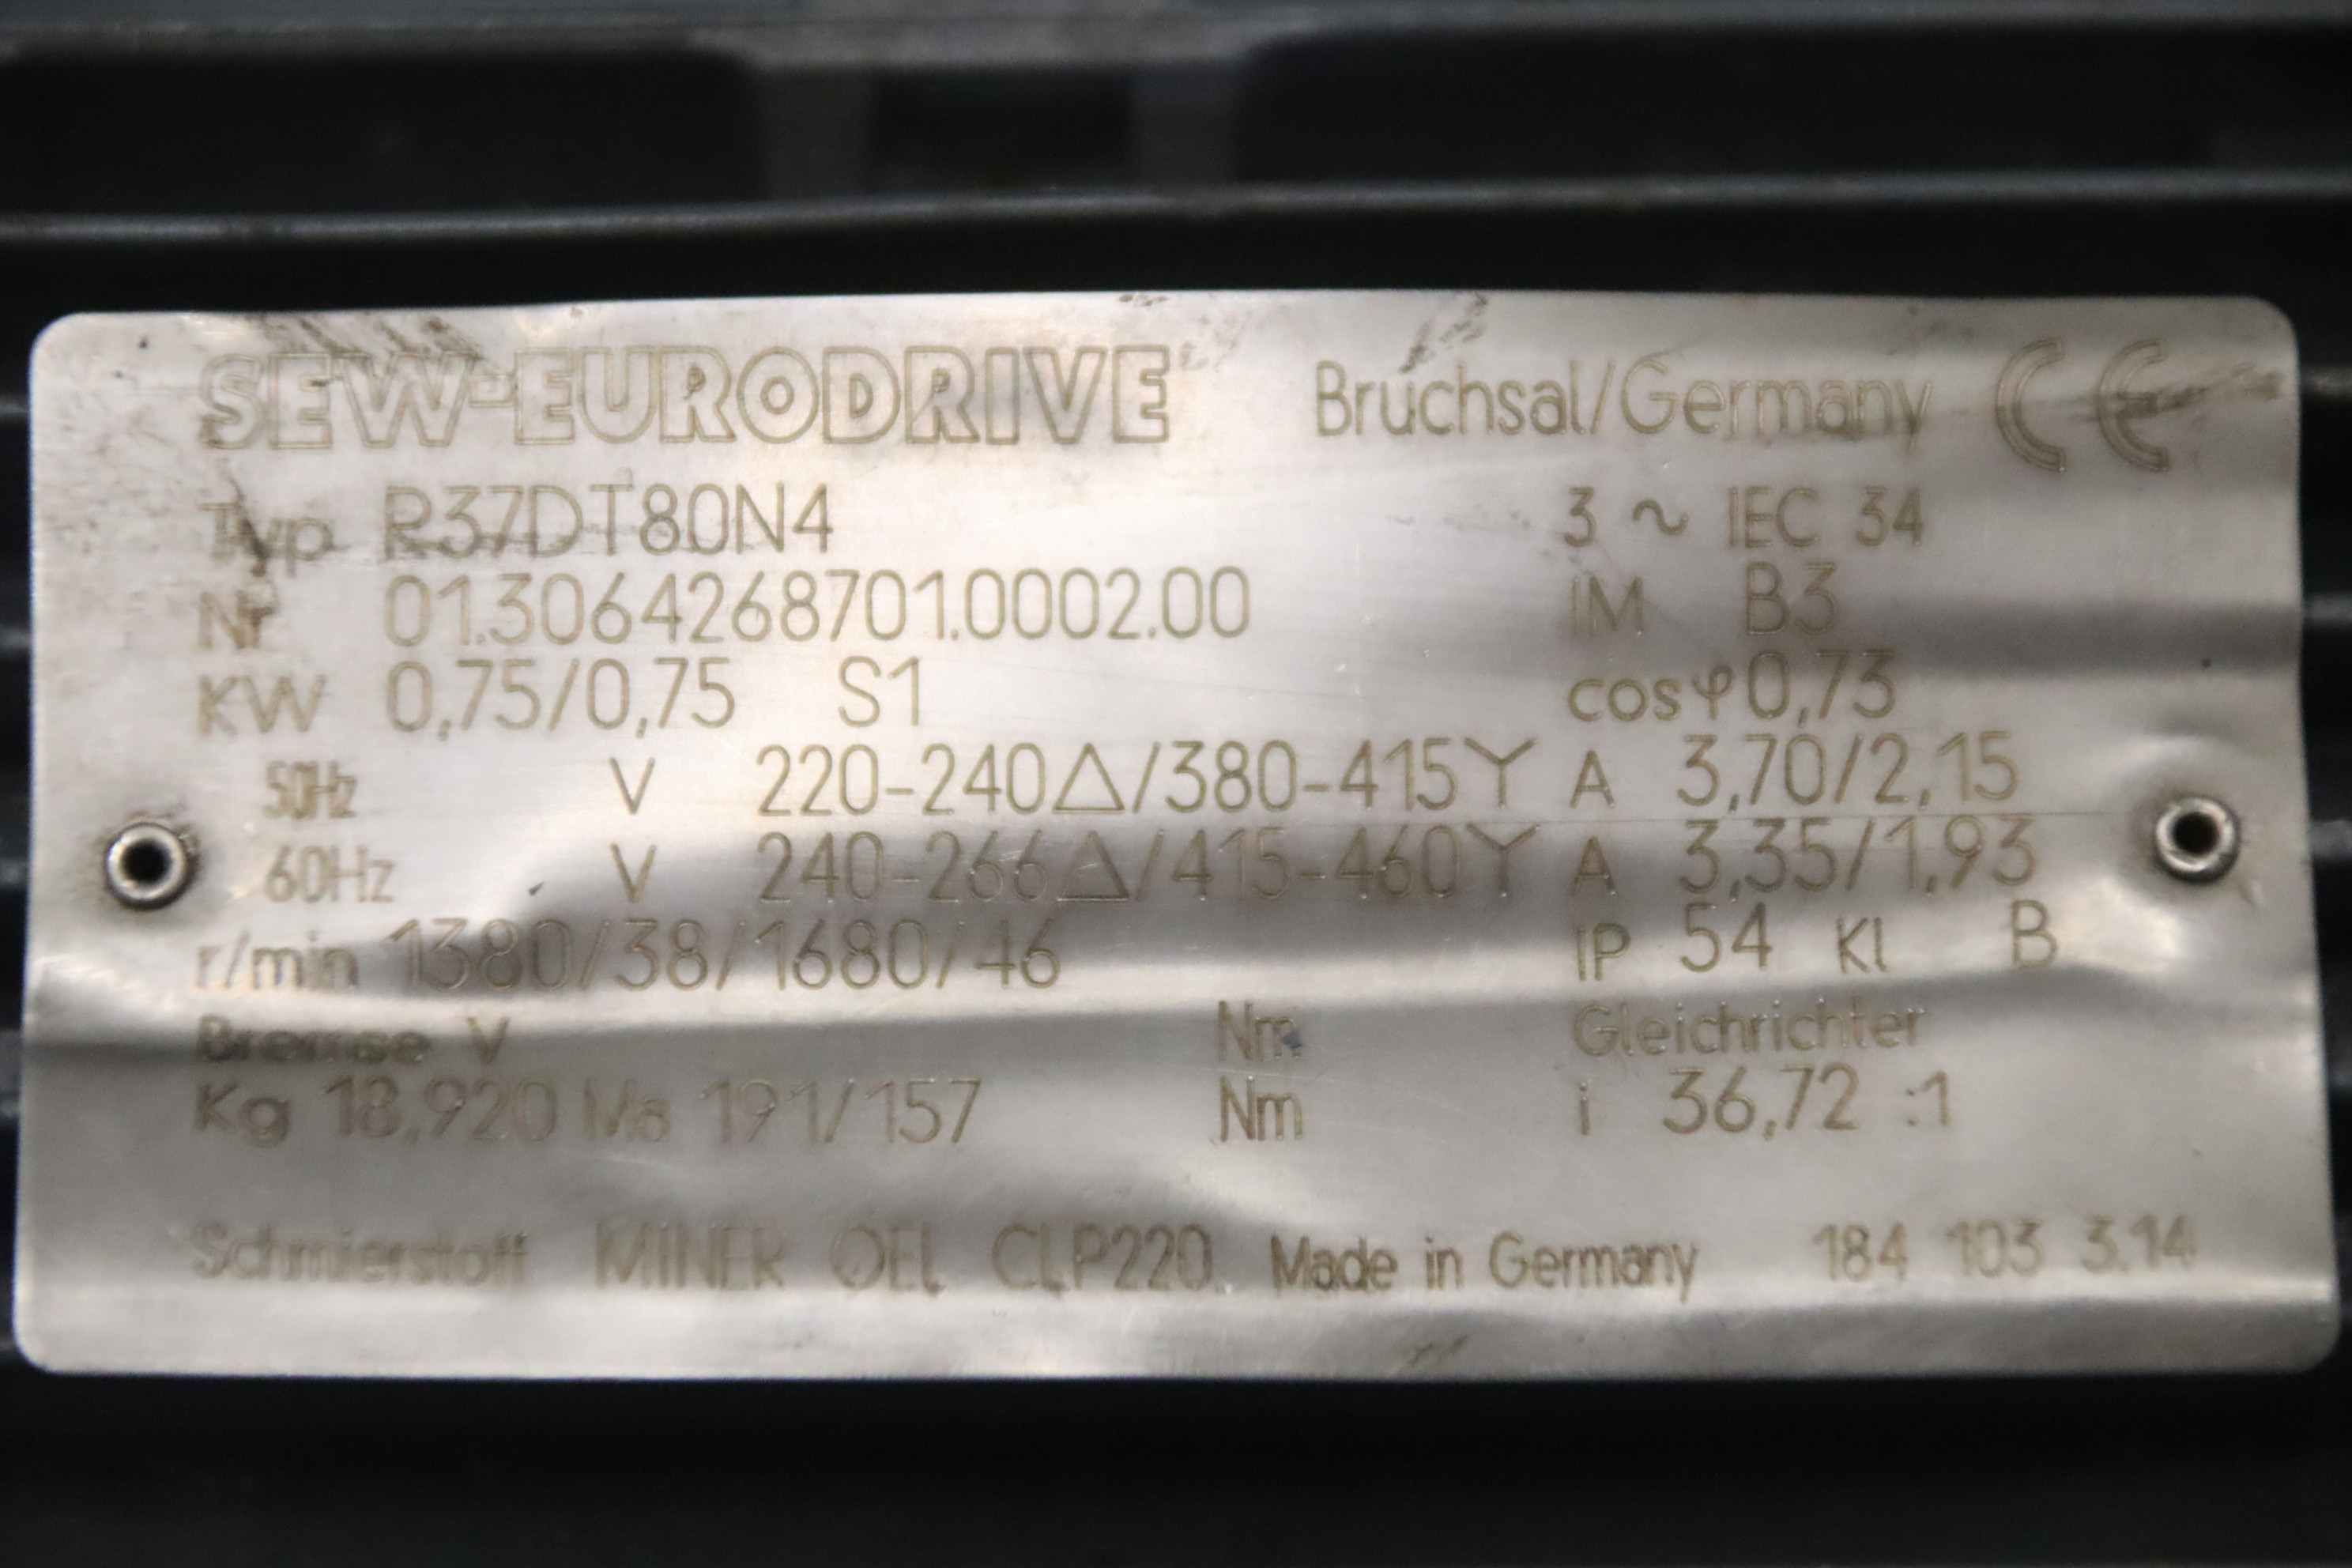 SEW-EURODRIVE Bruchsal/Germany CE
Typ R37DT80N4 3 ~ IEC 34
Nr 01.3064268701.0002.00 IM B3
KW 0,75/0,75 S1 cosφ 0,73
50Hz V 220-240△/380-415Y A 3,70/2,15
60Hz V 240-266△/415-460Y A 3,35/1,93
r/min 1380/38/1680/46 IP 54 Kl B
Bremse V Nm Gleichrichter
Kg 18,920 Ma 191/157 Nm i 36,72 :1
Schmierstoff MINER OEL CLP220 Made in Germany 184 103 3.14